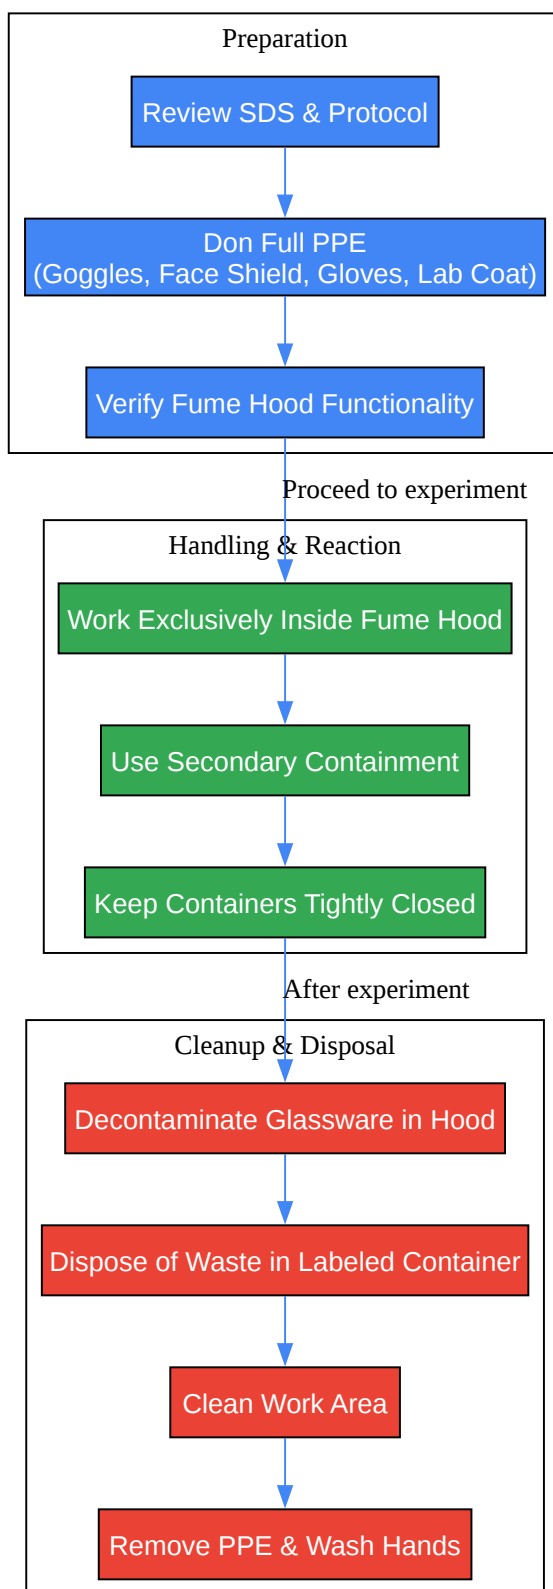 Preparation
Review SDS & Protocol
Don Full PPE
(Goggles, Face Shield, Gloves, Lab Coat)
Verify Fume Hood Functionality
Proceed to experiment
Handling & Reaction
Work Exclusively Inside Fume Hood
Use Secondary Containment
Keep Containers Tightly Closed
After experiment
Cleanup & Disposal
Decontaminate Glassware in Hood
Dispose of Waste in Labeled Container
Clean Work Area
Remove PPE & Wash Hands